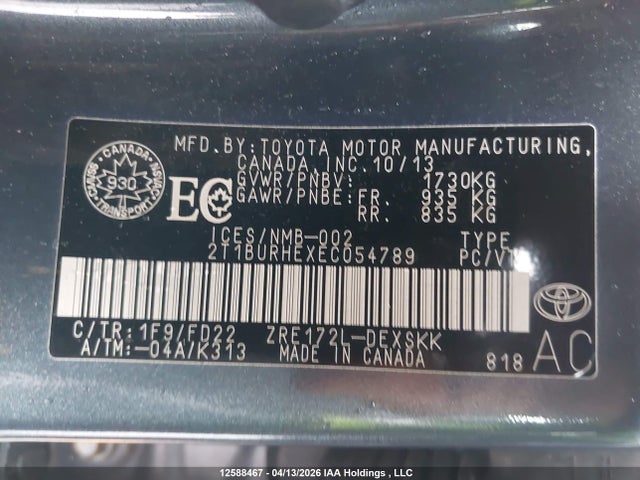 MFD.BY:TOYOTA MOTOR MANUFACTURING,
CANADA,INC.10/13
GVWR/PNBV: 1730KG
GAWR/PNBE:FR. 935 KG
RR. 835 KG
CANADA
930
TRANSPORT
EC
ICES/NMB-002 TYPE
2T1BURHEXEC054789 PC/VT
C/TR:1F9/FD22 ZRE172L-DEXSKK
A/TM:-04A/K313 MADE IN CANADA 818 AC
12588467 - 04/13/2026 IAA Holdings , LLC